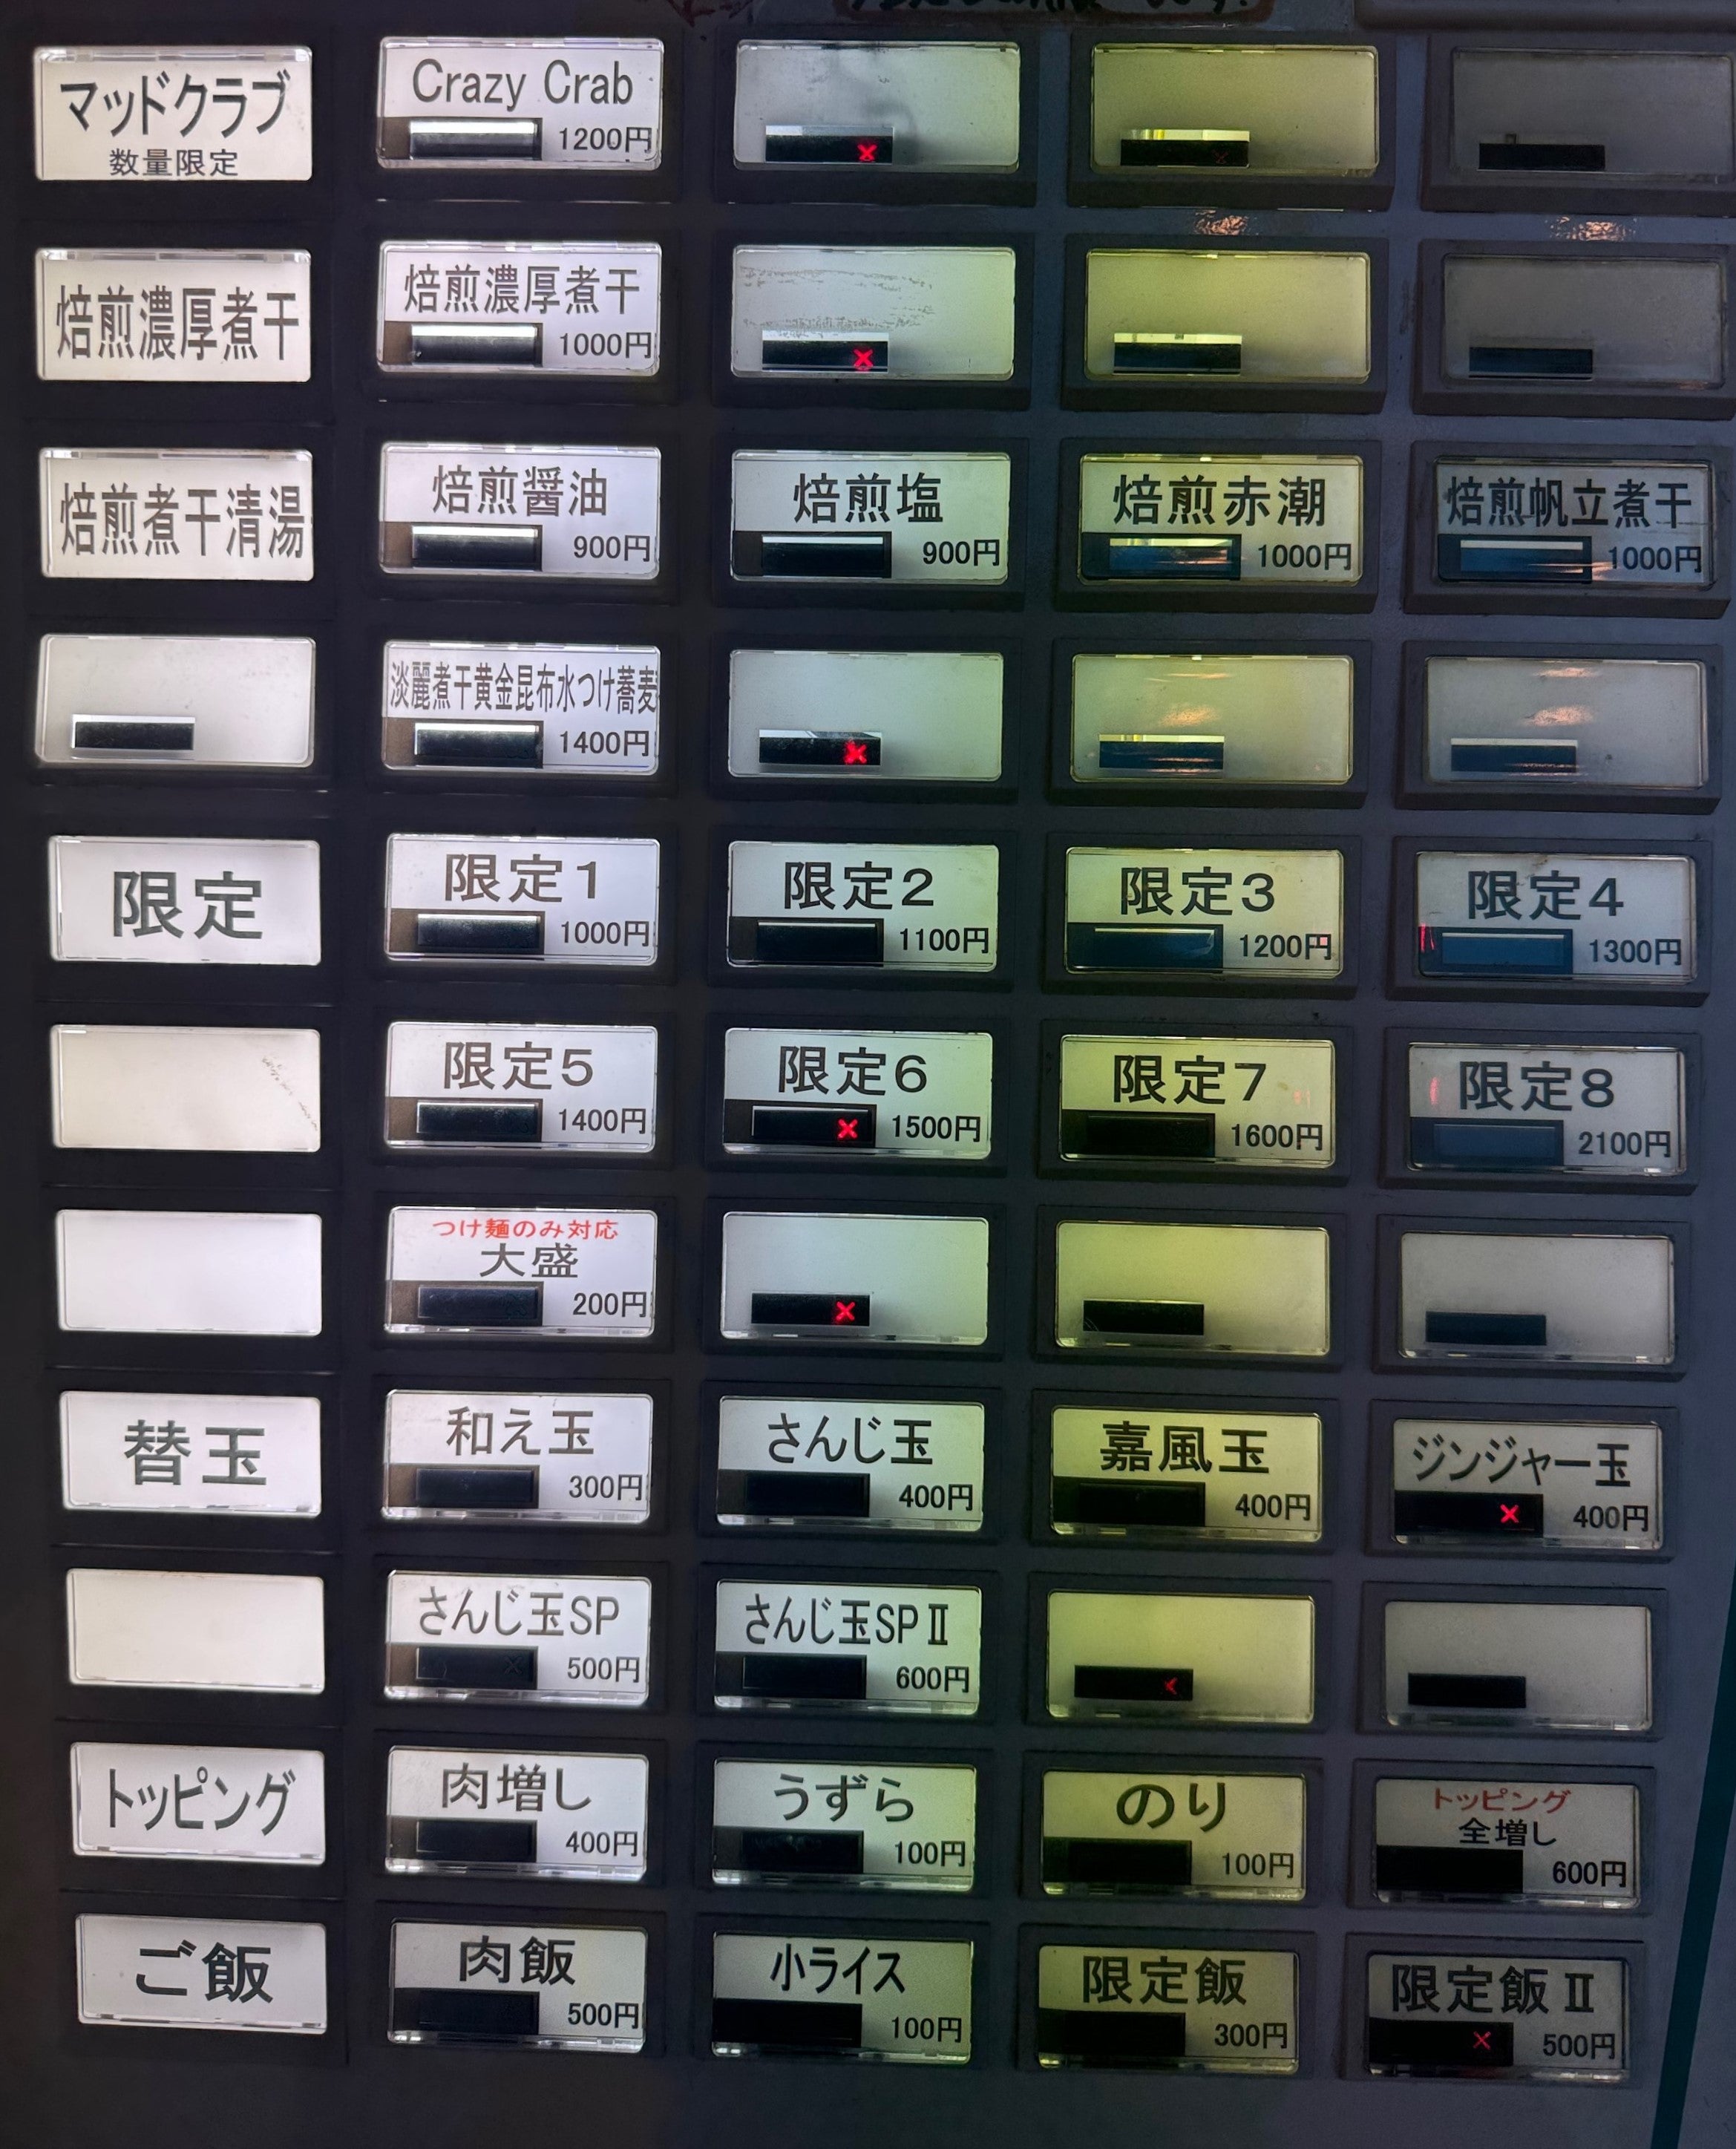 マッドクラブ
数量限定
Crazy Crab
1200円
焙煎濃厚煮干
焙煎濃厚煮干
1000円
焙煎煮干清湯
焙煎醤油
900円
焙煎塩
900円
焙煎赤潮
1000円
焙煎帆立煮干
1000円
淡麗煮干黄金昆布水つけ蕎麦
1400円
限定
限定1
1000円
限定2
1100円
限定3
1200円
限定4
1300円
限定5
1400円
限定6
1500円
限定7
1600円
限定8
2100円
つけ麺のみ対応
大盛
200円
替玉
和え玉
300円
さんじ玉
400円
嘉風玉
400円
ジンジャー玉
400円
さんじ玉SP
500円
さんじ玉SPⅡ
600円
トッピング
肉増し
400円
うずら
100円
のり
100円
トッピング
全増し
600円
ご飯
肉飯
500円
小ライス
100円
限定飯
300円
限定飯Ⅱ
500円